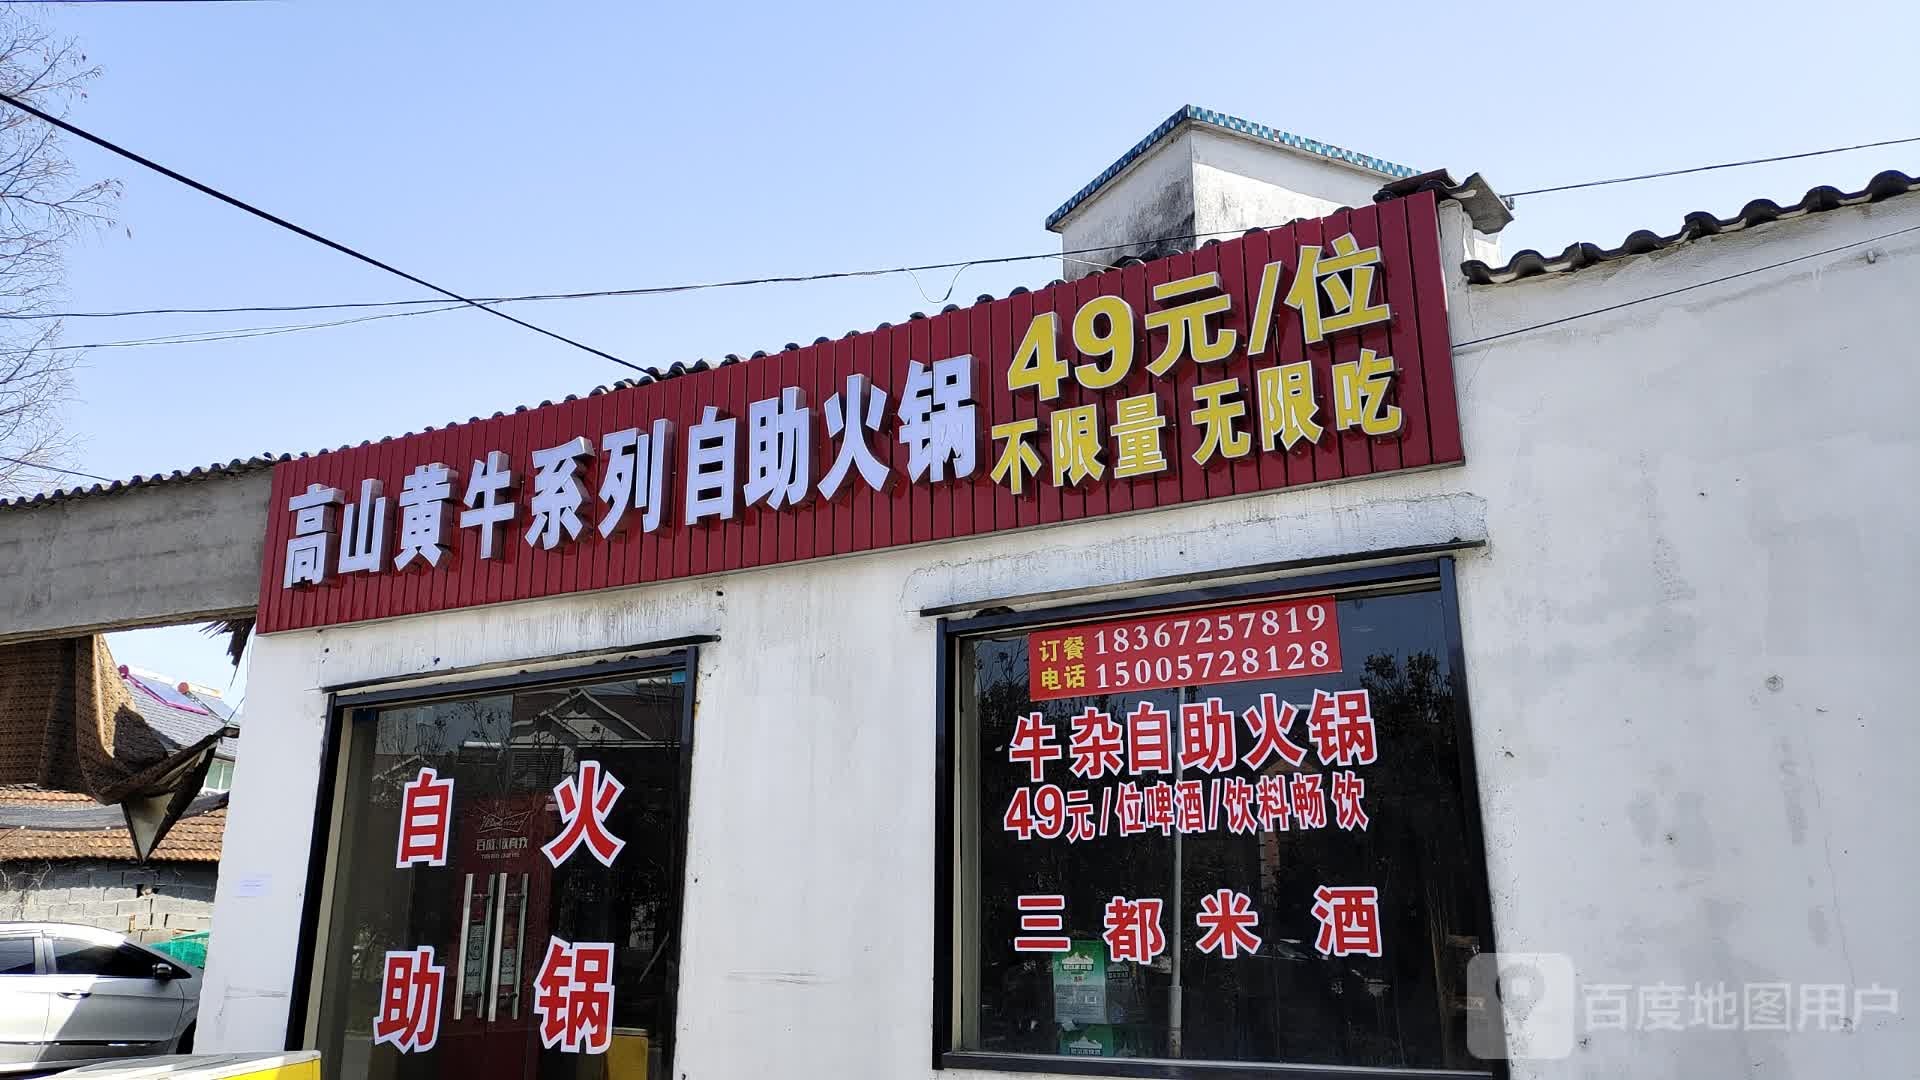 高山黄牛系列自助火锅
49元/位
不限量 无限吃
订餐电话
18367257819
15005728128
牛杂自助火锅
49元/位啤酒/饮料畅饮
三都米酒
自助
火锅
百度地图用户